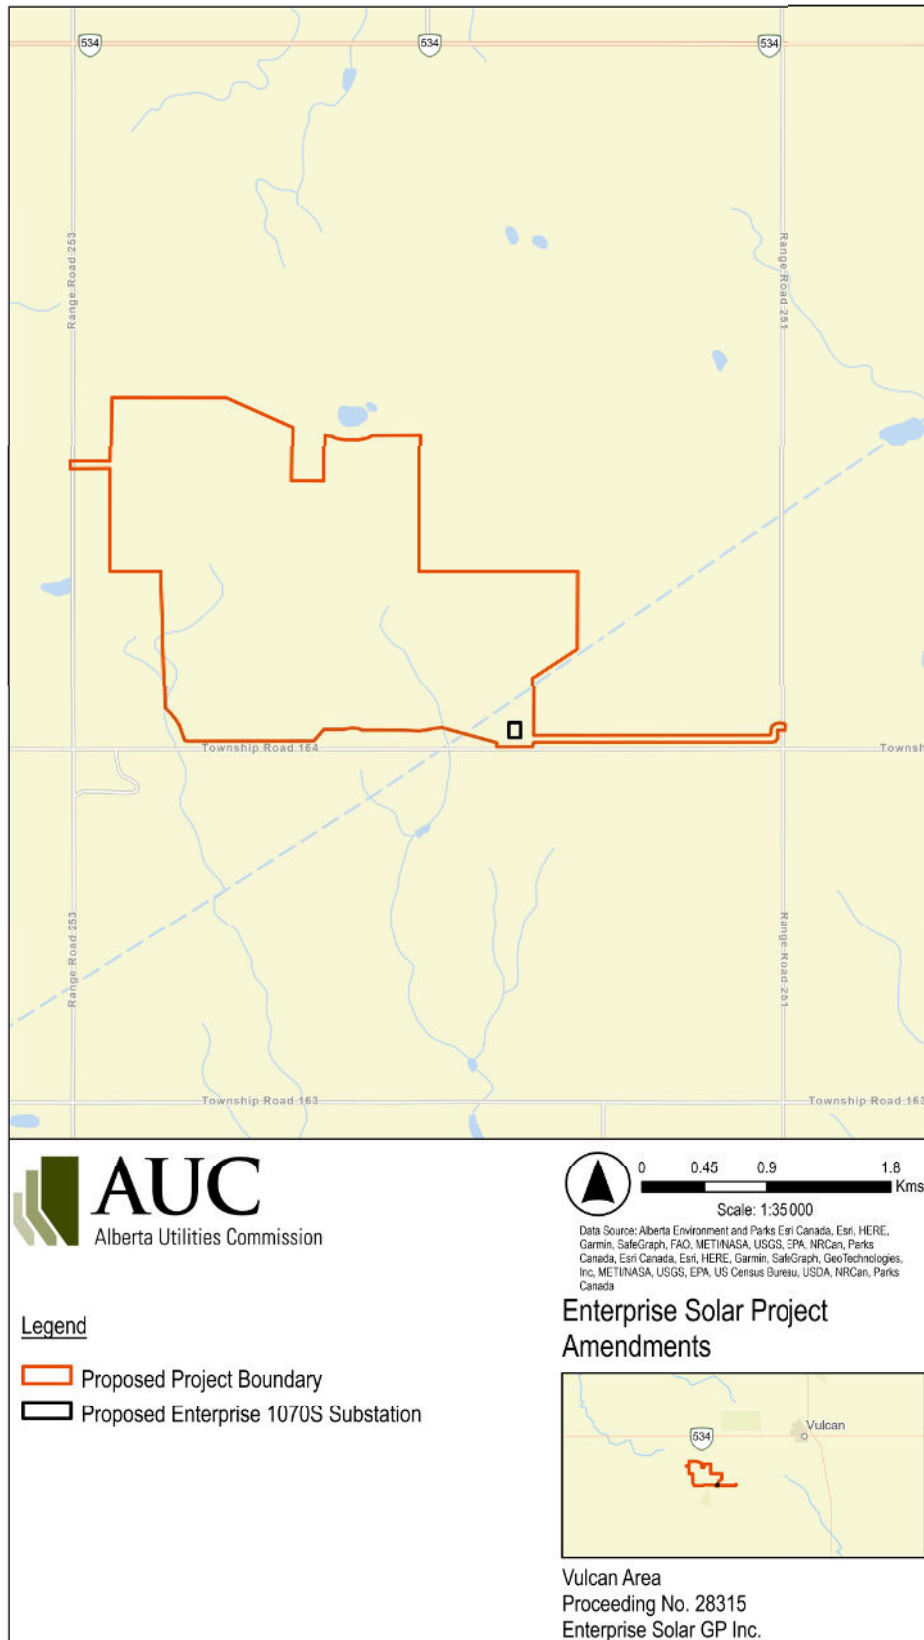 534 534 534
Range Road 253
Range Road 251
Township Road 164
Townsh
Range Road 253
Range Road 251
Township Road 163
Township Road 163
AUC
Alberta Utilities Commission
0 0.45 0.9 1.8
Kms
Scale: 1:35 000
Data Source: Alberta Environment and Parks Esri Canada, Esri, HERE,
Garmin, SafeGraph, FAO, METI/NASA, USGS, EPA, NRCan, Parks
Canada, Esri Canada, Esri, HERE, Garmin, SafeGraph, GeoTechnologies,
Inc, METI/NASA, USGS, EPA, US Census Bureau, USDA, NRCan, Parks
Canada
Enterprise Solar Project
Amendments
Legend
Proposed Project Boundary
Proposed Enterprise 1070S Substation
Vulcan
534
Vulcan Area
Proceeding No. 28315
Enterprise Solar GP Inc.